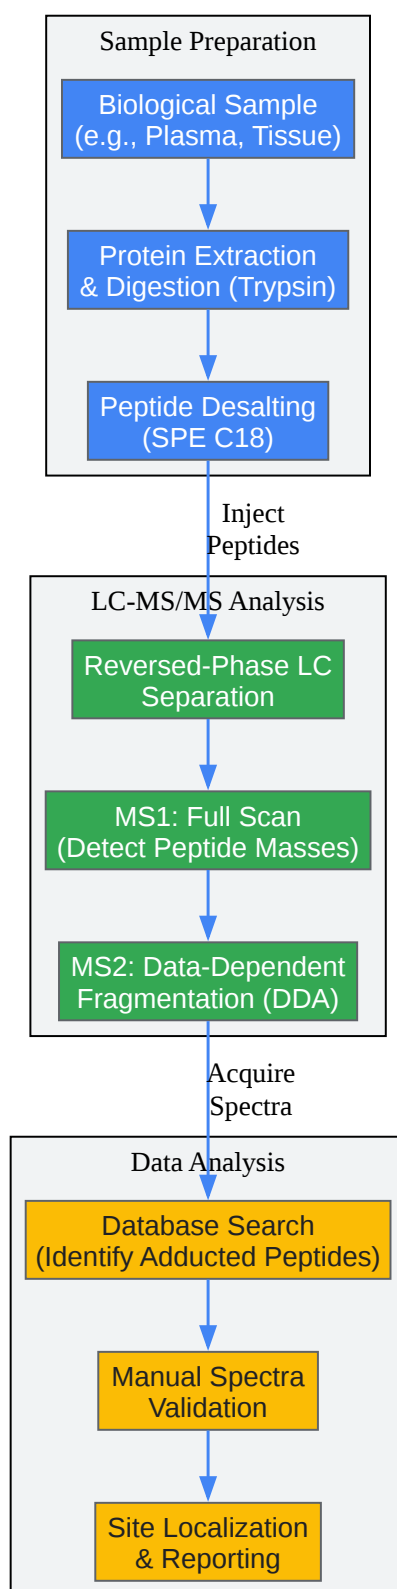 Sample Preparation
Biological Sample
(e.g., Plasma, Tissue)
Protein Extraction
& Digestion (Trypsin)
Peptide Desalting
(SPE C18)
Inject
Peptides
LC-MS/MS Analysis
Reversed-Phase LC
Separation
MS1: Full Scan
(Detect Peptide Masses)
MS2: Data-Dependent
Fragmentation (DDA)
Acquire
Spectra
Data Analysis
Database Search
(Identify Adducted Peptides)
Manual Spectra
Validation
Site Localization
& Reporting